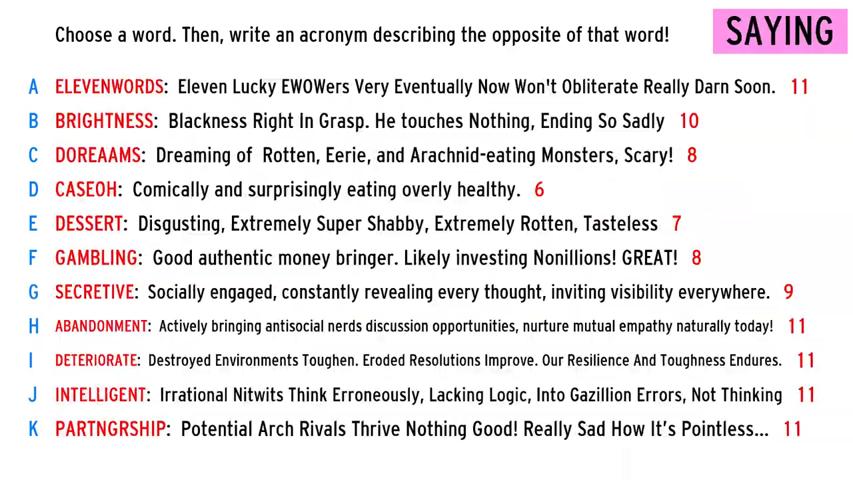 Choose a word. Then, write an acronym describing the opposite of that word!
SAYING
A ELEVENWORDS: Eleven Lucky EWOWers Very Eventually Now Won't Obliterate Really Darn Soon. 11
B BRIGHTNESS: Blackness Right In Grasp. He touches Nothing, Ending So Sadly 10
C DOREAAMS: Dreaming of Rotten, Eerie, and Arachnid-eating Monsters, Scary! 8
D CASEOH: Comically and surprisingly eating overly healthy. 6
E DESSERT: Disgusting, Extremely Super Shabby, Extremely Rotten, Tasteless 7
F GAMBLING: Good authentic money bringer. Likely investing Nonillions! GREAT! 8
G SECRETIVE: Socially engaged, constantly revealing every thought, inviting visibility everywhere. 9
H ABANDONMENT: Actively bringing antisocial nerds discussion opportunities, nurture mutual empathy naturally today! 11
I DETERIORATE: Destroyed Environments Toughen. Eroded Resolutions Improve. Our Resilience And Toughness Endures. 11
J INTELLIGENT: Irrational Nitwits Think Erroneously, Lacking Logic, Into Gazillion Errors, Not Thinking 11
K PARTNGRSHIP: Potential Arch Rivals Thrive Nothing Good! Really Sad How It's Pointless... 11